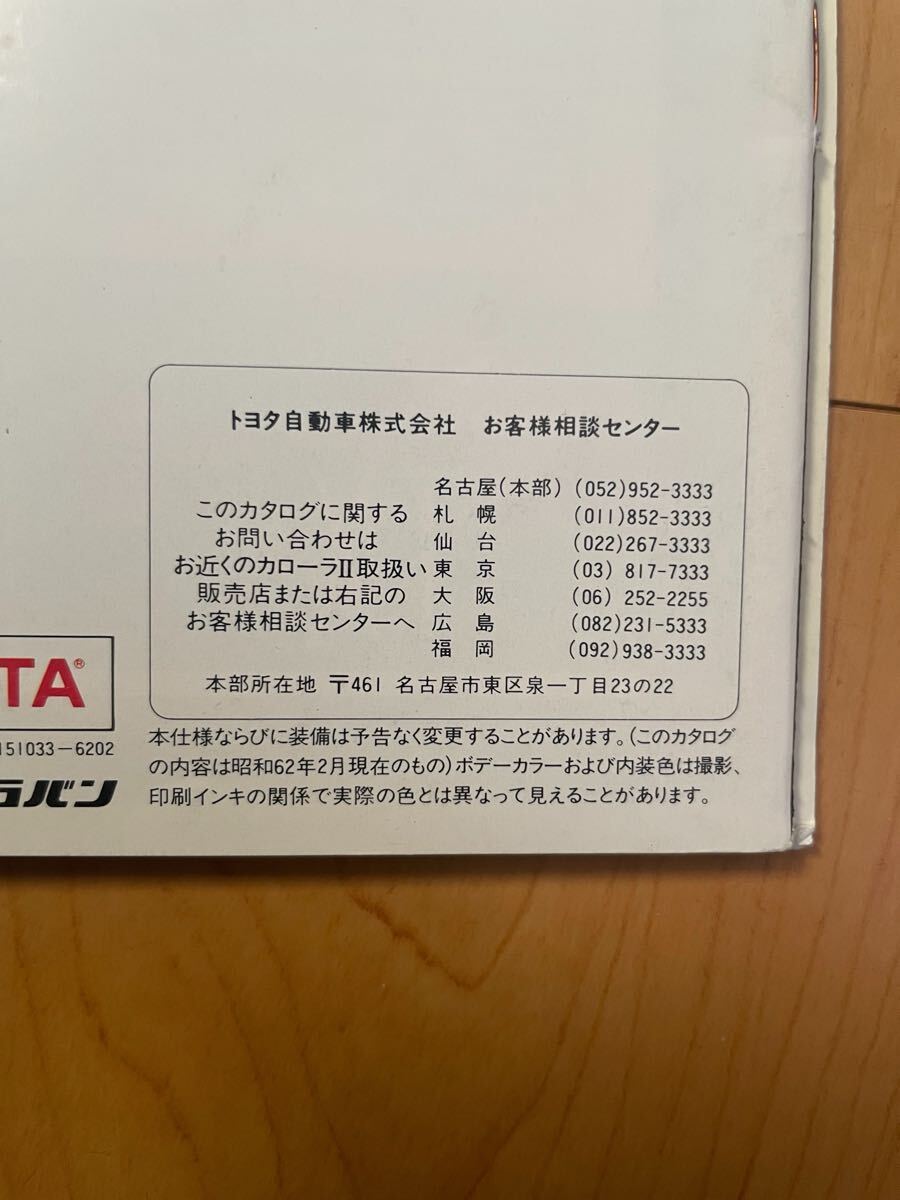 トヨタ自動車株式会社 お客様相談センター
名古屋(本部) (052)952-3333
このカタログに関する 札幌 (011)852-3333
お問い合わせは 仙台 (022)267-3333
お近くのカローラII取扱い 東京 (03) 817-7333
販売店または右記の 大阪 (06) 252-2255
お客様相談センターへ 広島 (082)231-5333
福岡 (092)938-3333
本部所在地 〒461 名古屋市東区泉一丁目23の22
TA®
151033-6202
ラバン
本仕様ならびに装備は予告なく変更することがあります。(このカタログ
の内容は昭和62年2月現在のもの)ボデーカラーおよび内装色は撮影、
印刷インキの関係で実際の色とは異なって見えることがあります。